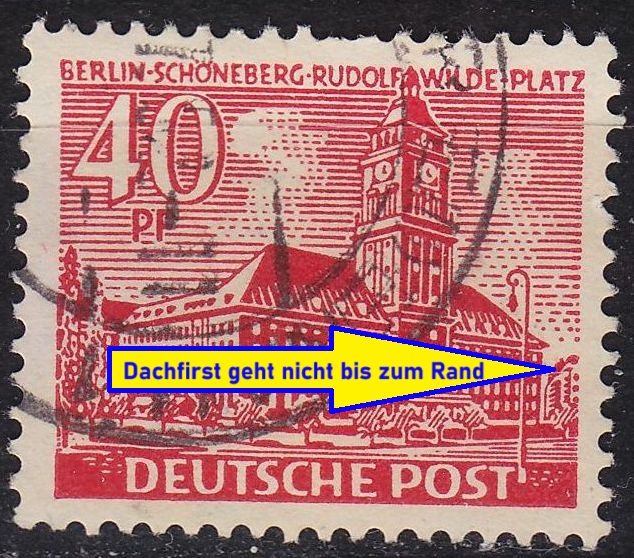 BERLIN-SCHÖNEBERG-RUDOLF WILDE-PLATZ
40
PF
Dachfirst geht nicht bis zum Rand
DEUTSCHE POST